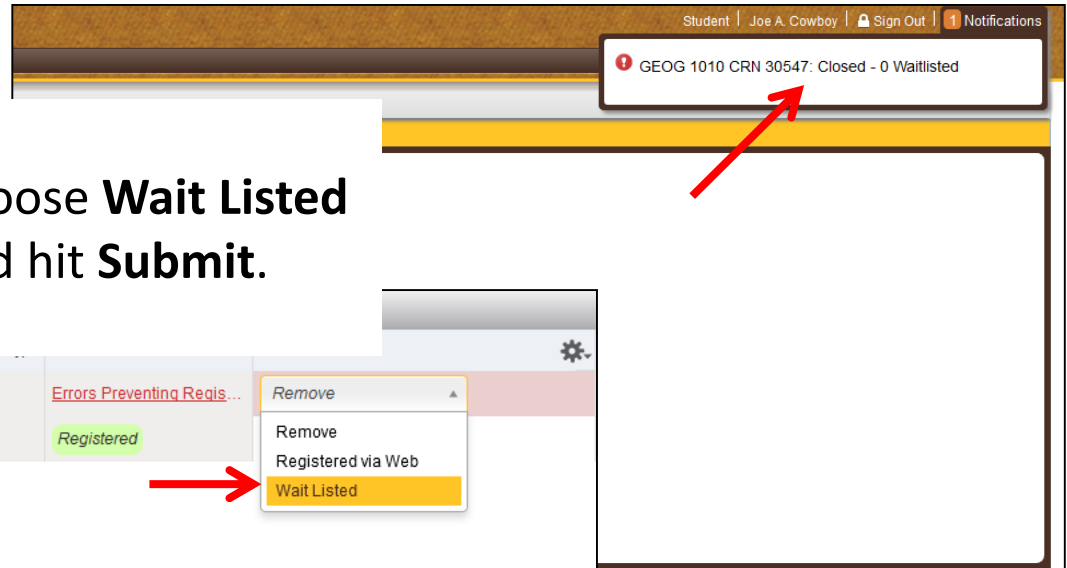 Student | Joe A. Cowboy | Sign Out | 1 Notifications
GEOG 1010 CRN 30547: Closed - 0 Waitlisted
oose Wait Listed
d hit Submit.
Errors Preventing Regis... Remove
Registered
Remove
Registered via Web
Wait Listed